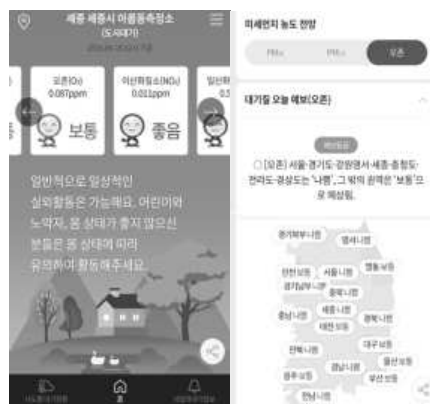 세종 세종시 아름동측정소
(도시대기)
오존(O₃)
0.087ppm
보통
이산화질소(NO₂)
0.011ppm
좋음
일반적으로 일상적인
실외활동은 가능해요. 어린이와
노약자, 몸 상태가 좋지 않으신
분들은 몸 상태에 따라
유의하여 활동해주세요.
홈
미세먼지 농도 전망
오존
대기질 오늘 예보(오존)
예보등급
○ [오존] 서울·경기도·강원영서·세종·충청도·
전라도·경상도는 '나쁨', 그 밖의 권역은 '보통'으
로 예상됨.
경기북부 나쁨
영서 나쁨
인천 보통
서울 나쁨
영동 보통
경기남부 나쁨
충북 나쁨
충남 나쁨
세종 나쁨
경북 나쁨
대전 보통
전북 나쁨
대구 보통
경남 나쁨
울산 보통
광주 보통
부산 보통
전남 나쁨